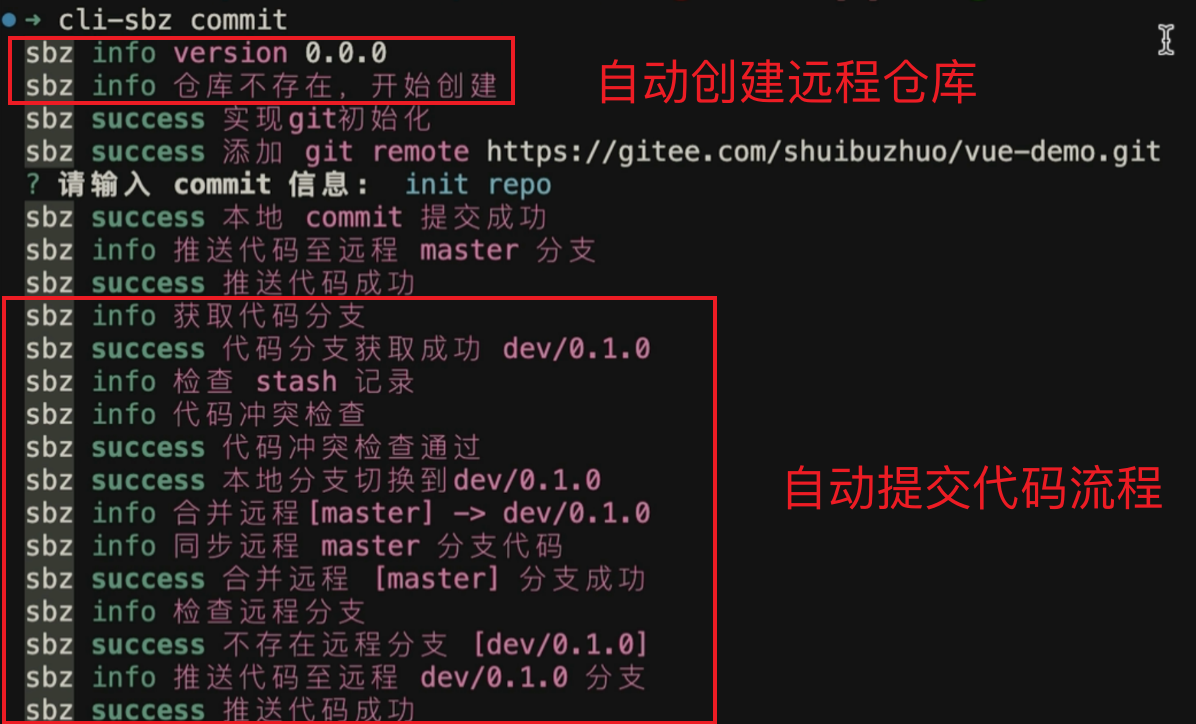 ➜ cli-sbz commit
sbz info version 0.0.0
sbz info 仓库不存在, 开始创建
自动创建远程仓库
sbz success 实现git初始化
sbz success 添加 git remote https://gitee.com/shuibuzhuo/vue-demo.git
? 请输入 commit 信息: init repo
sbz success 本地 commit 提交成功
sbz info 推送代码至远程 master 分支
sbz success 推送代码成功
sbz info 获取代码分支
sbz success 代码分支获取成功 dev/0.1.0
sbz info 检查 stash 记录
sbz info 代码冲突检查
sbz success 代码冲突检查通过
sbz success 本地分支切换到dev/0.1.0
自动提交代码流程
sbz info 合并远程[master] -> dev/0.1.0
sbz info 同步远程 master 分支代码
sbz success 合并远程 [master] 分支成功
sbz info 检查远程分支
sbz success 不存在远程分支 [dev/0.1.0]
sbz info 推送代码至远程 dev/0.1.0 分支
sbz success 推送代码成功